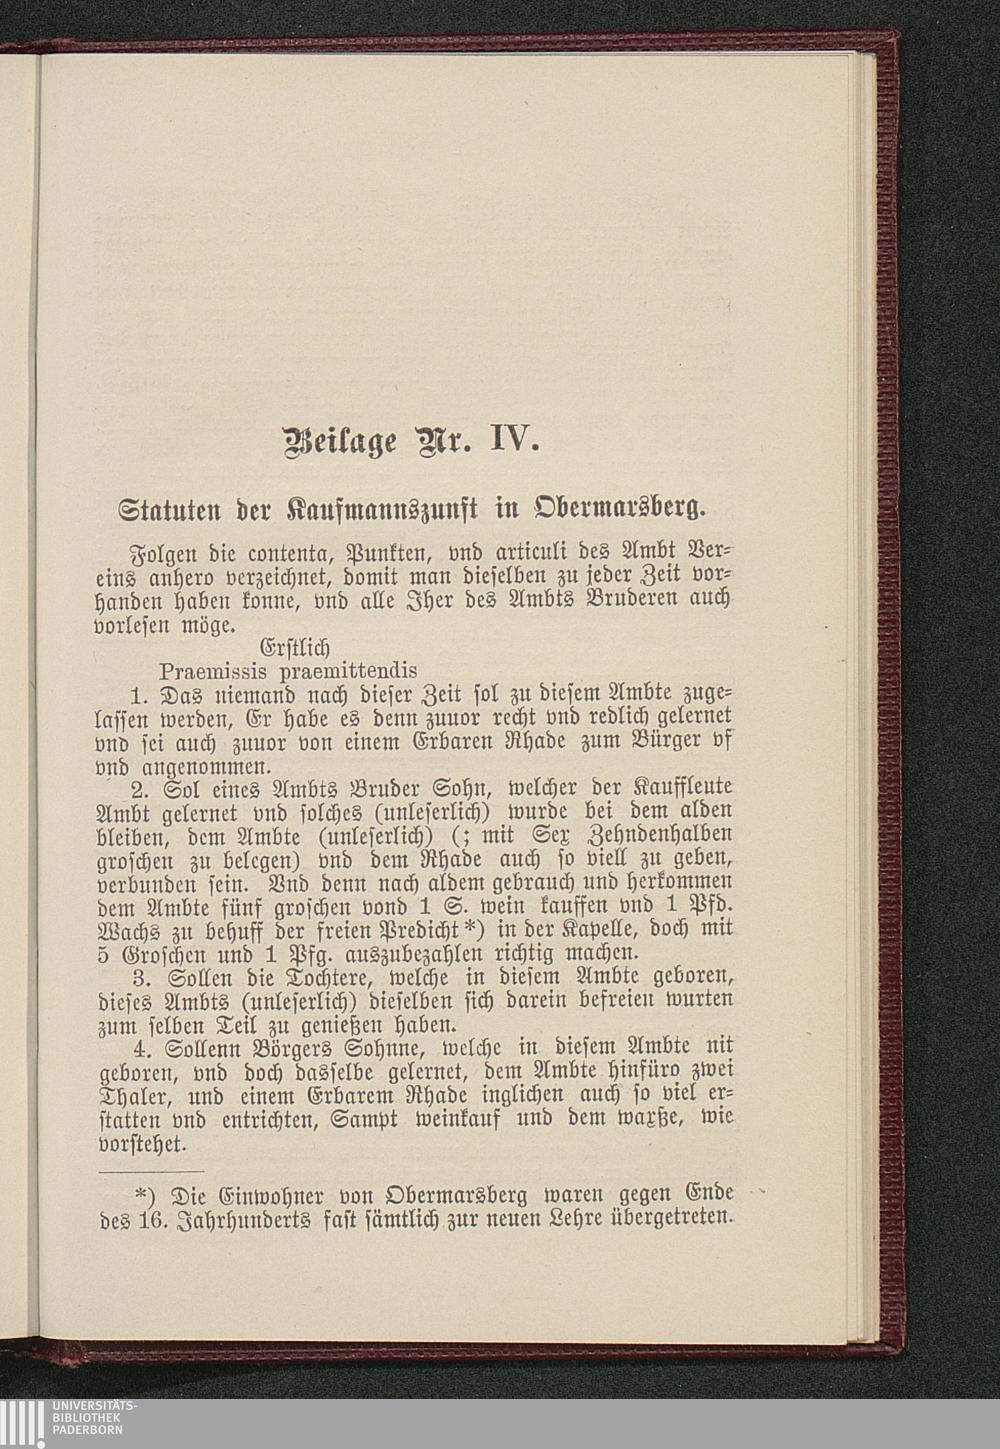 Beilage Nr. IV.
Statuten der Kaufmannszunft in Obermarsberg.
Folgen die contenta, Punkten, vnd articuli des Ambt Ver-
eins anhero verzeichnet, domit man dieselben zu jeder Zeit vor-
handen haben konne, vnd alle Jher des Ambts Bruderen auch
vorlesen möge.
Erstlich
Praemissis praemittendis
1. Das niemand nach dieser Zeit sol zu diesem Ambte zuge-
lassen werden, Er habe es denn zuuor recht vnd redlich gelernet
vnd sei auch zuuor von einem Erbaren Rhade zum Bürger vf
vnd angenommen.
2. Sol eines Ambts Bruder Sohn, welcher der Kauffleute
Ambt gelernet vnd solches (unleserlich) wurde bei dem alden
bleiben, dem Ambte (unleserlich) (; mit Sex Zehndenhalben
groschen zu belegen) vnd dem Rhade auch so viell zu geben,
verbunden sein. Vnd denn nach aldem gebrauch und herkommen
dem Ambte fünf groschen vond 1 S. wein kauffen vnd 1 Pfd.
Wachs zu behuff der freien Predicht*) in der Kapelle, doch mit
5 Groschen und 1 Pfg. auszubezahlen richtig machen.
3. Sollen die Tochtere, welche in diesem Ambte geboren,
dieses Ambts (unleserlich) dieselben sich darein befreien wurten
zum selben Teil zu genießen haben.
4. Sollenn Börgers Sohnne, welche in diesem Ambte nit
geboren, vnd doch dasselbe gelernet, dem Ambte hinfüro zwei
Thaler, und einem Erbarem Rhade inglichen auch so viel er-
statten vnd entrichten, Sampt weinkauf und dem waxße, wie
vorstehet.
*) Die Einwohner von Obermarsberg waren gegen Ende
des 16. Jahrhunderts fast sämtlich zur neuen Lehre übergetreten.
UNIVERSITÄTS-
BIBLIOTHEK
PADERBORN